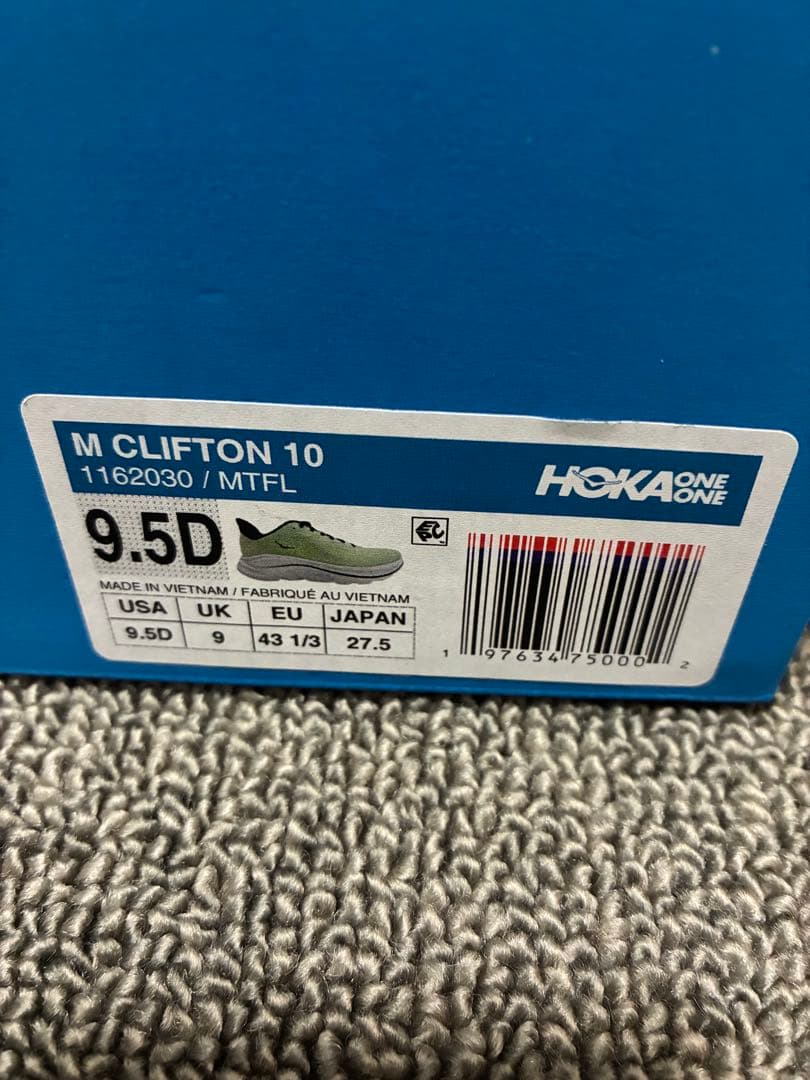 M CLIFTON 10
1162030 / MTFL
HOKA ONE ONE
9.5D
MADE IN VIETNAM / FABRIQUÉ AU VIETNAM
USA UK EU JAPAN
9.5D 9 43 1/3 27.5
1 97634 75000 2